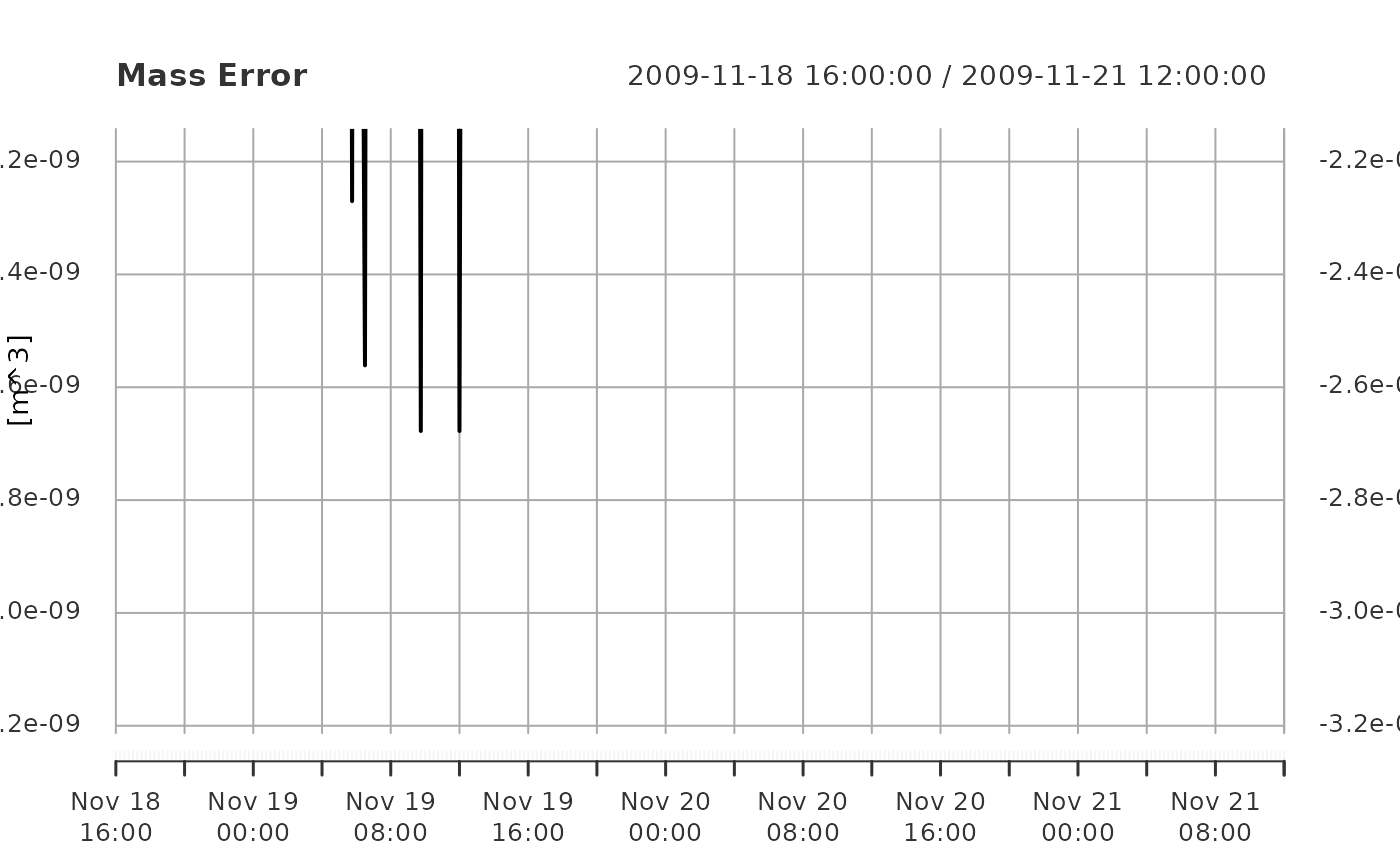 Mass Error 2009-11-18 16:00:00 / 2009-11-21 12:00:00
.2e-09 -2.2e-0
.4e-09 -2.4e-0
[m^3]
.6e-09 -2.6e-0
.8e-09 -2.8e-0
.0e-09 -3.0e-0
.2e-09 -3.2e-0
Nov 18 Nov 19 Nov 19 Nov 19 Nov 20 Nov 20 Nov 20 Nov 21 Nov 21
16:00 00:00 08:00 16:00 00:00 08:00 16:00 00:00 08:00